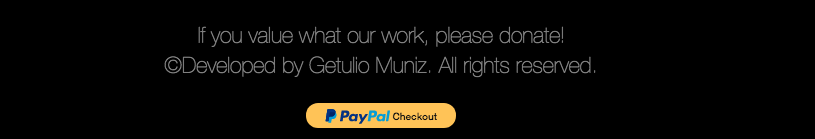 If you value what our work, please donate!
©Developed by Getulio Muniz. All rights reserved.
PayPal Checkout